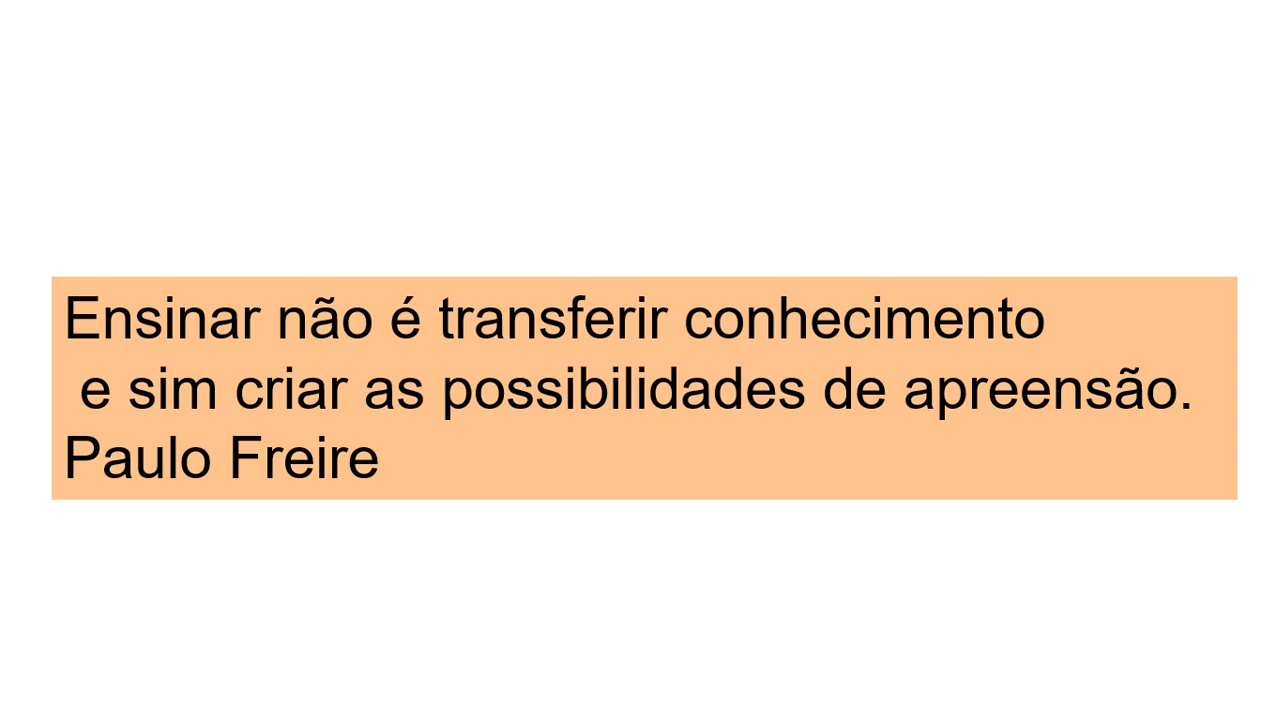 Ensinar não é transferir conhecimento
e sim criar as possibilidades de apreensão.
Paulo Freire